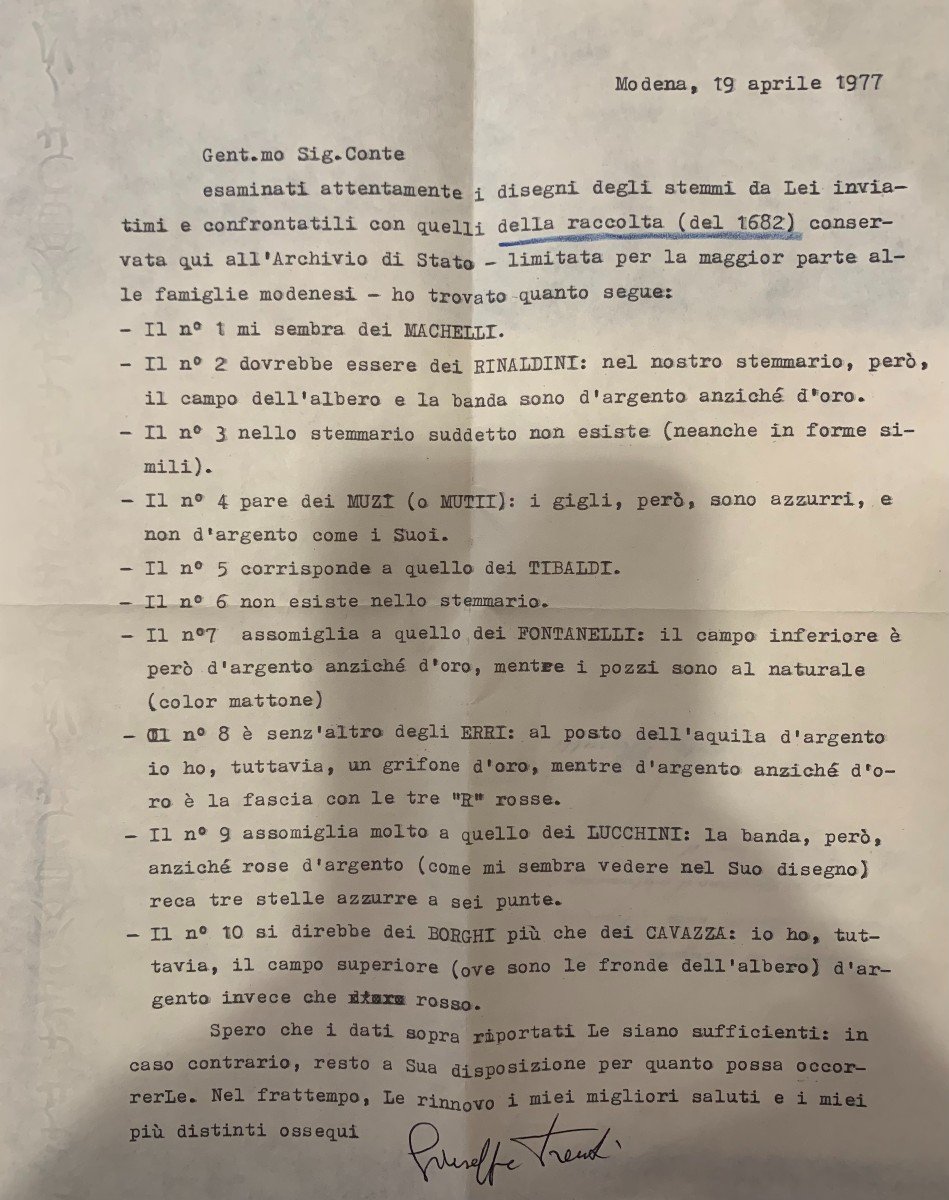 Modena, 19 aprile 1977
Gent.mo Sig.Conte
esaminati attentamente i disegni degli stemmi da Lei invia-
timi e confrontatili con quelli della raccolta (del 1682) conser-
vata qui all'Archivio di Stato - limitata per la maggior parte al-
le famiglie modenesi - ho trovato quanto segue:
- Il nº 1 mi sembra dei MACHELLI.
- Il nº 2 dovrebbe essere dei RINALDINI: nel nostro stemmario, però,
il campo dell'albero e la banda sono d'argento anziché d'oro.
- Il nº 3 nello stemmario suddetto non esiste (neanche in forme si-
mili).
- Il nº 4 pare dei MUZI (o MUTII): i gigli, però, sono azzurri, e
non d'argento come i Suoi.
- Il nº 5 corrisponde a quello dei TIBALDI.
- Il nº 6 non esiste nello stemmario.
- Il nº7 assomiglia a quello dei FONTANELLI: il campo inferiore è
però d'argento anziché d'oro, mentre i pozzi sono al naturale
(color mattone)
- Il nº 8 è senz'altro degli ERRI: al posto dell'aquila d'argento
io ho, tuttavia, un grifone d'oro, mentre d'argento anziché d'o-
ro è la fascia con le tre "R" rosse.
- Il nº 9 assomiglia molto a quello dei LUCCHINI: la banda, però,
anziché rose d'argento (come mi sembra vedere nel Suo disegno)
reca tre stelle azzurre a sei punte.
- Il nº 10 si direbbe dei BORGHI più che dei CAVAZZA: io ho, tut-
tavia, il campo superiore (ove sono le fronde dell'albero) d'ar-
gento invece che rosso.
Spero che i dati sopra riportati Le siano sufficienti: in
caso contrario, resto a Sua disposizione per quanto possa occor-
rerLe. Nel frattempo, Le rinnovo i miei migliori saluti e i miei
più distinti ossequi
Giuseppe